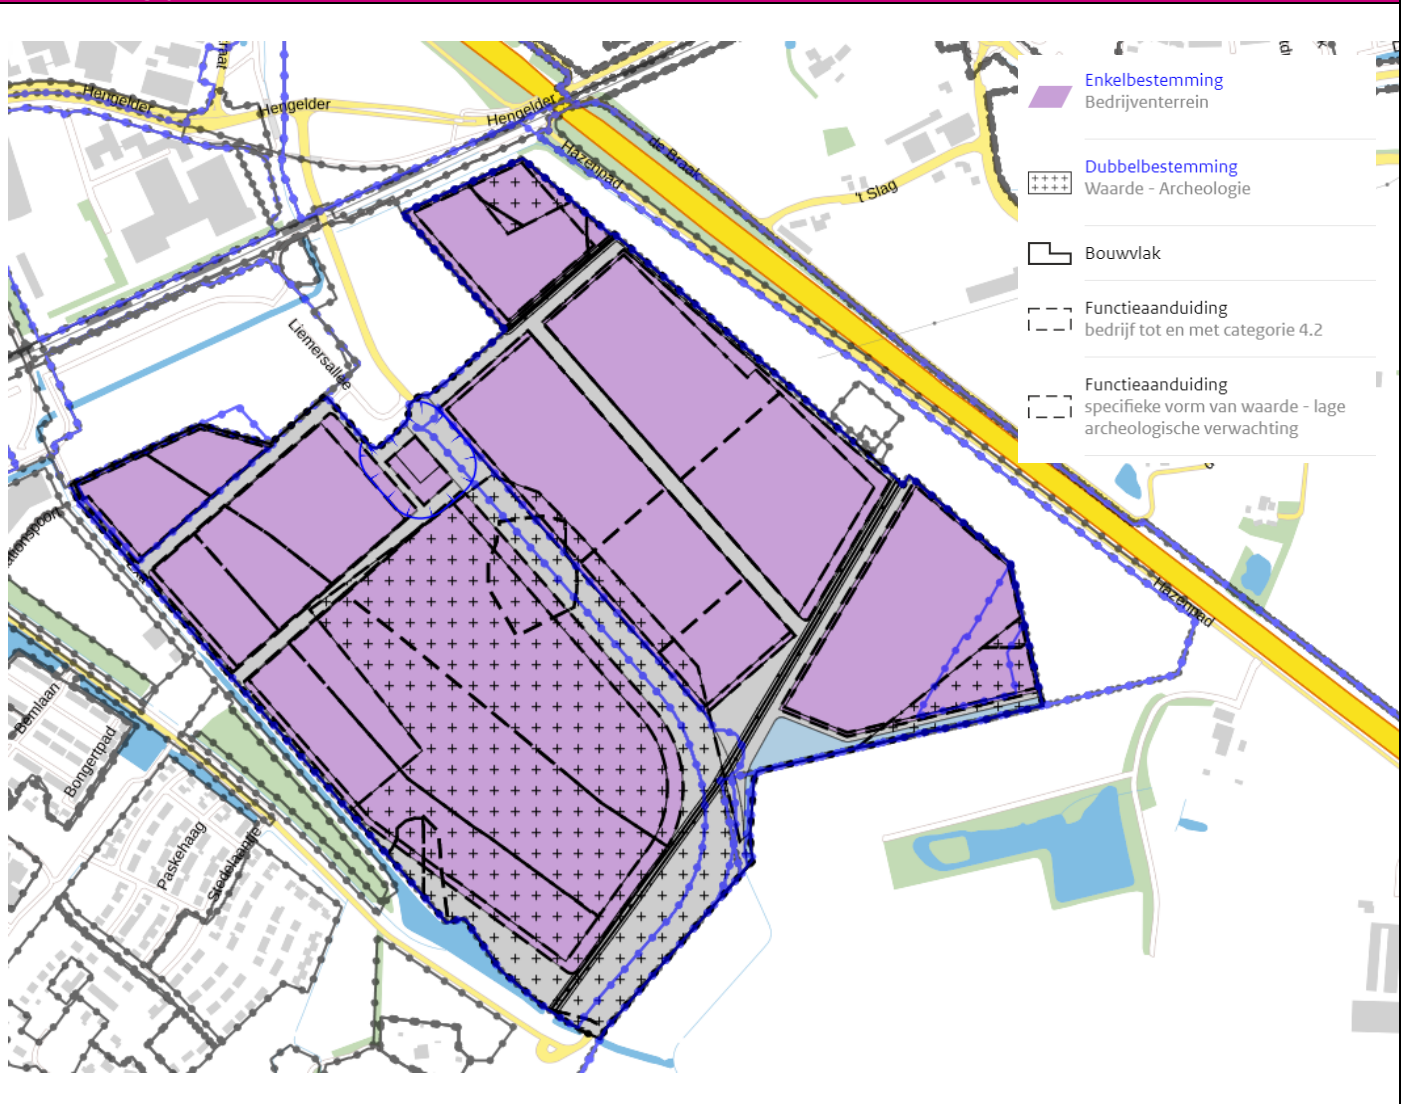 Hengelder
Hengelder
Hengelder
Hazenpad
de Braak
't Slag
Liemersallee
Hazenpad
Bemlaan
Bongertpad
Paskehaag
Stedelaantje
Enkelbestemming
Bedrijventerrein
Dubbelbestemming
Waarde - Archeologie
Bouwvlak
Functieaanduiding
bedrijf tot en met categorie 4.2
Functieaanduiding
specifieke vorm van waarde - lage
archeologische verwachting